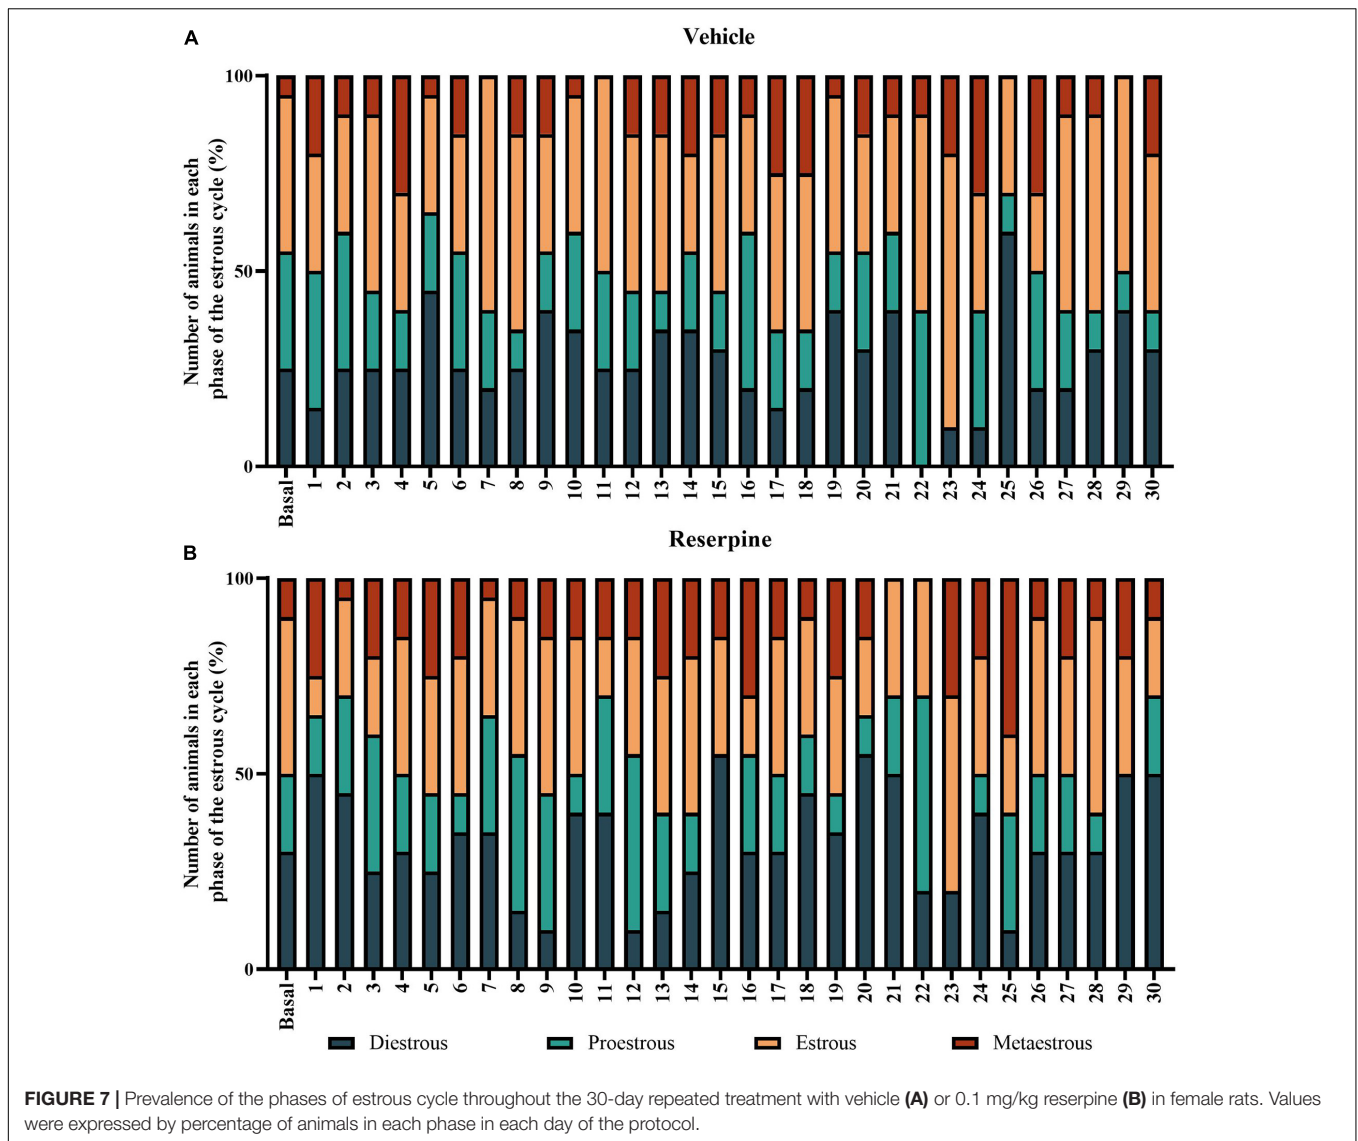 A
Vehicle
Number of animals in each
phase of the estrous cycle (%)
100
50
0
Basal 1 2 3 4 5 6 7 8 9 10 11 12 13 14 15 16 17 18 19 20 21 22 23 24 25 26 27 28 29 30
B
Reserpine
Number of animals in each
phase of the estrous cycle (%)
100
50
0
Basal 1 2 3 4 5 6 7 8 9 10 11 12 13 14 15 16 17 18 19 20 21 22 23 24 25 26 27 28 29 30
Diestrous Proestrous Estrous Metaestrous
FIGURE 7 | Prevalence of the phases of estrous cycle throughout the 30-day repeated treatment with vehicle (A) or 0.1 mg/kg reserpine (B) in female rats. Values
were expressed by percentage of animals in each phase in each day of the protocol.